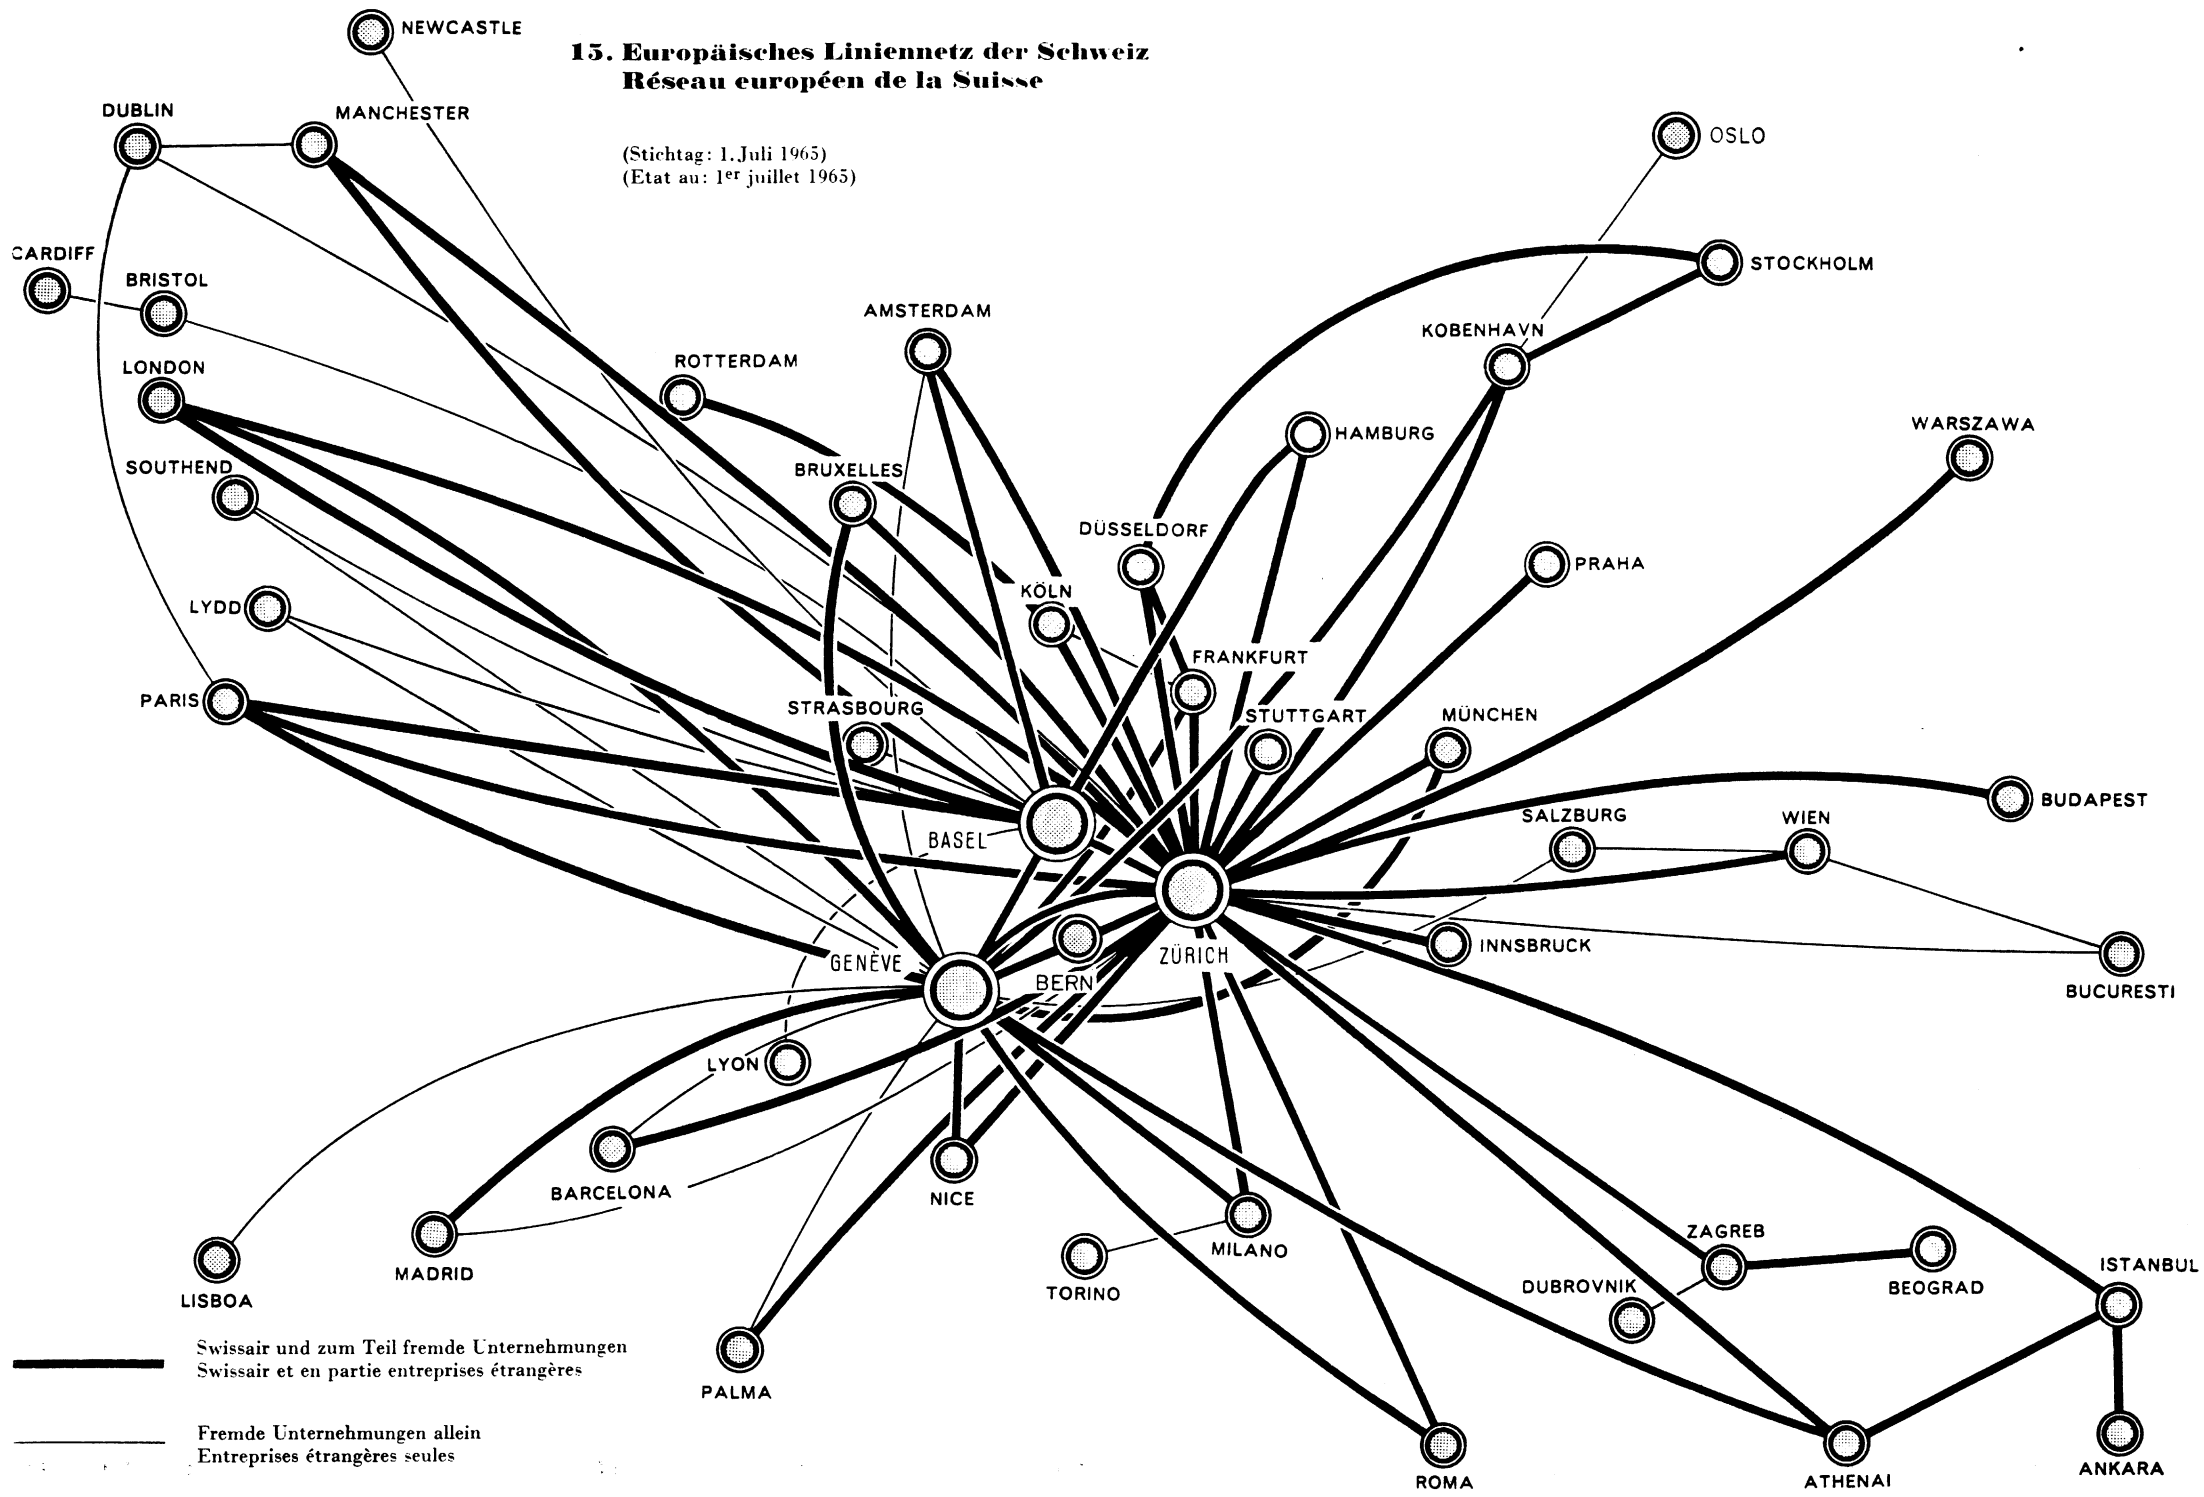 NEWCASTLE
15. Europäisches Liniennetz der Schweiz
Réseau européen de la Suisse
DUBLIN
MANCHESTER
OSLO
(Stichtag: 1. Juli 1965)
(Etat au: 1er juillet 1965)
CARDIFF
STOCKHOLM
BRISTOL
AMSTERDAM
KOBENHAVN
ROTTERDAM
LONDON
WARSZAWA
HAMBURG
SOUTHEND
BRUXELLES
DÜSSELDORF
PRAHA
KÖLN
LYDD
FRANKFURT
PARIS
STRASBOURG
STUTTGART
MÜNCHEN
BUDAPEST
SALZBURG
WIEN
BASEL
INNSBRUCK
ZÜRICH
GENÈVE
BERN
BUCURESTI
LYON
BARCELONA
NICE
ZAGREB
MILANO
ISTANBUL
MADRID
TORINO
DUBROVNIK
BEOGRAD
LISBOA
Swissair und zum Teil fremde Unternehmungen
Swissair et en partie entreprises étrangères
PALMA
Fremde Unternehmungen allein
Entreprises étrangères seules
ROMA
ATHENAI
ANKARA